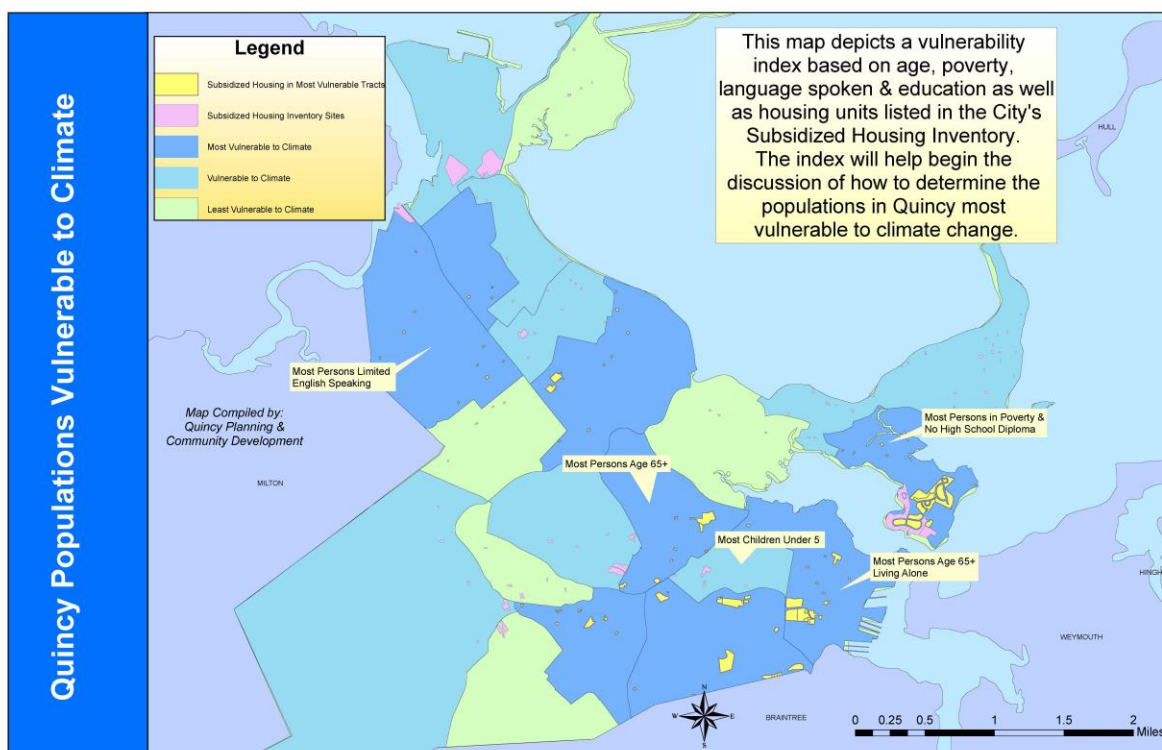 Quincy Populations Vulnerable to Climate
Legend
Subsidized Housing in Most Vulnerable Tracts
Subsidized Housing Inventory Sites
Most Vulnerable to Climate
Vulnerable to Climate
Least Vulnerable to Climate
This map depicts a vulnerability
index based on age, poverty,
language spoken & education as well
as housing units listed in the City's
Subsidized Housing Inventory.
The index will help begin the
discussion of how to determine the
populations in Quincy most
vulnerable to climate change.
HULL
Most Persons Limited
English Speaking
Map Compiled by:
Quincy Planning &
Community Development
Most Persons in Poverty &
No High School Diploma
MILTON
Most Persons Age 65+
Most Children Under 5
Most Persons Age 65+
Living Alone
HINGH
WEYMOUTH
N
W E
S
BRAINTREE
0 0.25 0.5 1 1.5 2
Miles